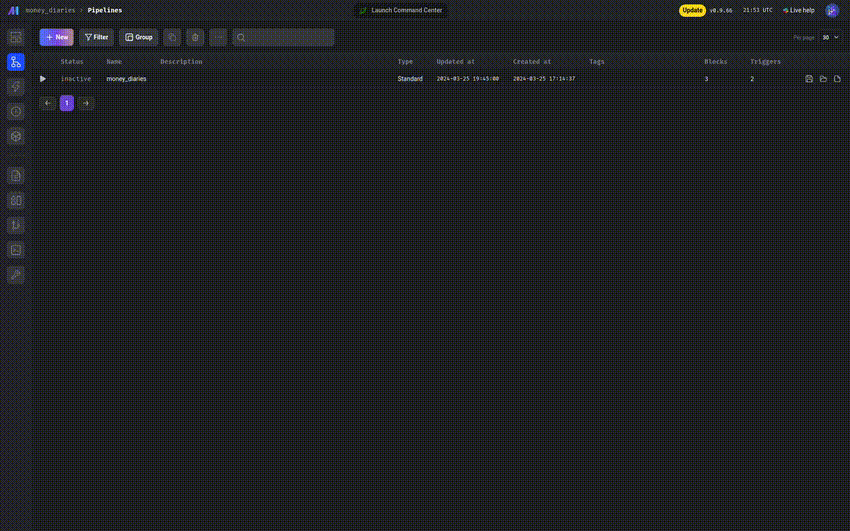 money_diaries > Pipelines
Launch Command Center
Update v0.9.66 21:53 UTC Live help
+ New Filter Group
Per page 30
Status Name Description Type Updated at Created at Tags Blocks Triggers
inactive money_diaries Standard 2024-03-25 19:45:00 2024-03-25 17:14:37 3 2
1